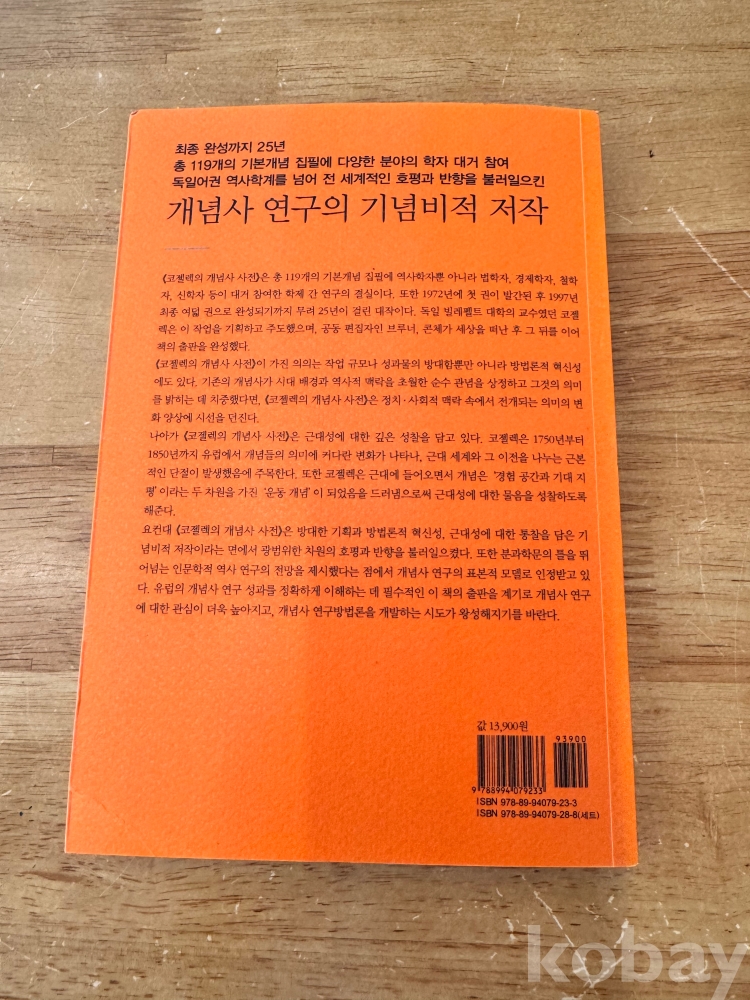 최종 완성까지 25년
총 119개의 기본개념 집필에 다양한 분야의 학자 대거 참여
독일어권 역사학계를 넘어 전 세계적인 호평과 반향을 불러일으킨
개념사 연구의 기념비적 저작
《코젤렉의 개념사 사전》은 총 119개의 기본개념 집필에 역사학자뿐 아니라 법학자, 경제학자, 철학
자, 신학자 등이 대거 참여한 학제 간 연구의 결실이다. 또한 1972년에 첫 권이 발간된 후 1997년
최종 여덟 권으로 완성되기까지 무려 25년이 걸린 대작이다. 독일 빌레펠트 대학의 교수였던 코젤
렉은 이 작업을 기획하고 주도했으며, 공동 편집자인 브루너, 콘체가 세상을 떠난 후 그 뒤를 이어
책의 출판을 완성했다.
《코젤렉의 개념사 사전》이 가진 의의는 작업 규모나 성과물의 방대함뿐만 아니라 방법론적 혁신성
에도 있다. 기존의 개념사가 시대 배경과 역사적 맥락을 초월한 순수 관념을 상정하고 그것의 의미
를 밝히는 데 치중했다면, 《코젤렉의 개념사 사전》은 정치·사회적 맥락 속에서 전개되는 의미의 변
화 양상에 시선을 던진다.
나아가 《코젤렉의 개념사 사전》은 근대성에 대한 깊은 성찰을 담고 있다. 코젤렉은 1750년부터
1850년까지 유럽에서 개념들의 의미에 커다란 변화가 나타나, 근대 세계와 그 이전을 나누는 근본
적인 단절이 발생했음에 주목한다. 또한 코젤렉은 근대에 들어오면서 개념은 '경험 공간과 기대 지
평'이라는 두 차원을 가진 '운동 개념'이 되었음을 드러냄으로써 근대성에 대한 물음을 성찰하도록
해준다.
요컨대 《코젤렉의 개념사 사전》은 방대한 기획과 방법론적 혁신성, 근대성에 대한 통찰을 담은 기
념비적 저작이라는 면에서 광범위한 차원의 호평과 반향을 불러일으켰다. 또한 분과학문의 틀을 뛰
어넘는 인문학적 역사 연구의 전망을 제시했다는 점에서 개념사 연구의 표본적 모델로 인정받고 있
다. 유럽의 개념사 연구 성과를 정확하게 이해하는 데 필수적인 이 책의 출판을 계기로 개념사 연구
에 대한 관심이 더욱 높아지고, 개념사 연구방법론을 개발하는 시도가 왕성해지기를 바란다.
값 13,900원
93900
9 788994 079233
ISBN 978-89-94079-23-3
ISBN 978-89-94079-28-8(세트)
kobay